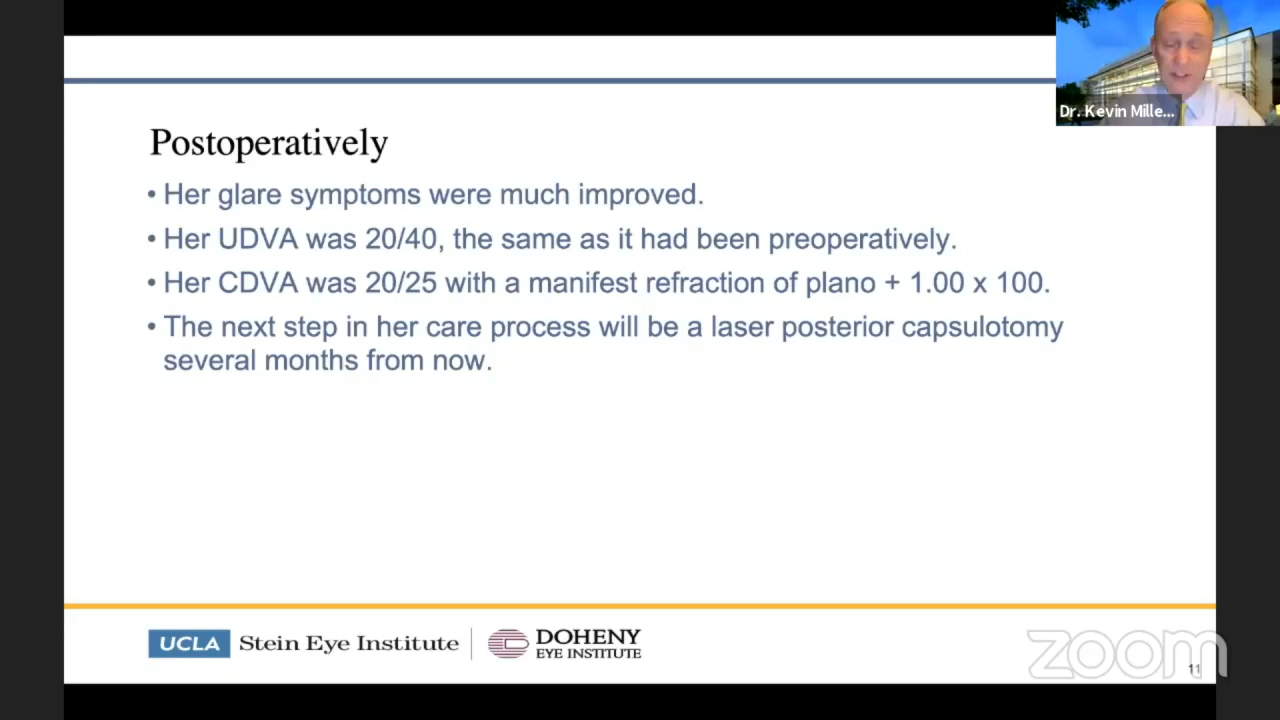 Dr. Kevin Mille...
Postoperatively
• Her glare symptoms were much improved.
• Her UDVA was 20/40, the same as it had been preoperatively.
• Her CDVA was 20/25 with a manifest refraction of plano + 1.00 x 100.
• The next step in her care process will be a laser posterior capsulotomy
several months from now.
UCLA Stein Eye Institute
DOHENY
EYE INSTITUTE
zoom
11